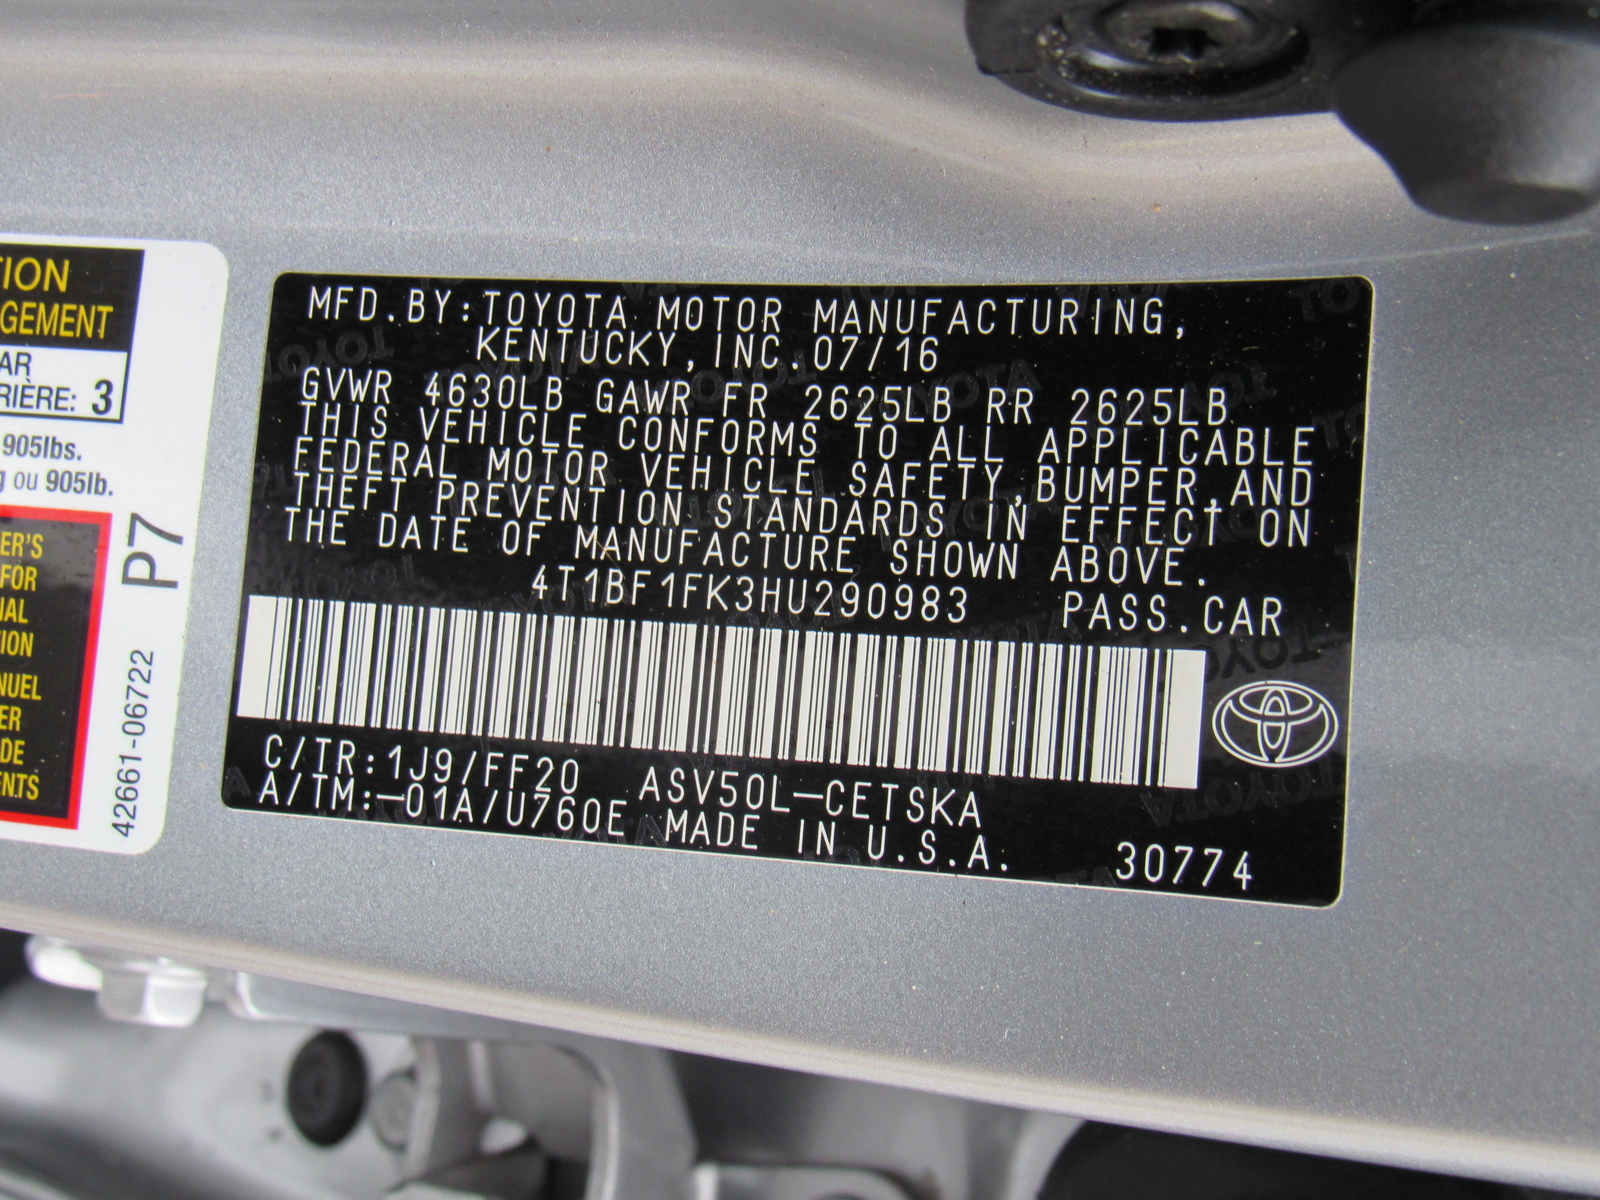 TION
GEMENT
AR
RIÈRE: 3
905lbs.
g ou 905lb.
ER'S
FOR
NAL
TION
NUEL
ER
DE
ENTS
P7
42661-06722
MFD.BY:TOYOTA MOTOR MANUFACTURING,
KENTUCKY,INC.07/16
GVWR 4630LB GAWR FR 2625LB RR 2625LB
THIS VEHICLE CONFORMS TO ALL APPLICABLE
FEDERAL MOTOR VEHICLE SAFETY,BUMPER,AND
THEFT PREVENTION STANDARDS IN EFFECT ON
THE DATE OF MANUFACTURE SHOWN ABOVE.
4T1BF1FK3HU290983 PASS.CAR
C/TR:1J9/FF20 ASV50L-CETSKA
A/TM:-01A/U760E MADE IN U.S.A. 30774